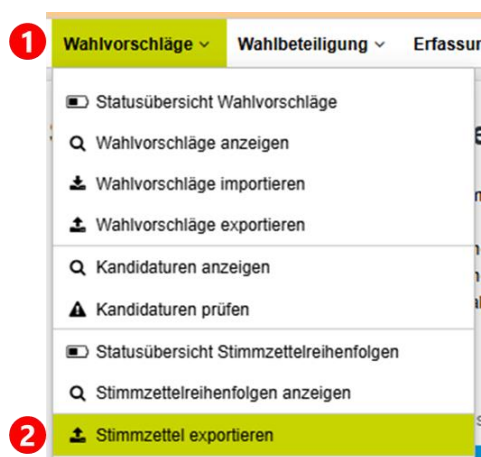 1 Wahlvorschläge Wahlbeteiligung
Statusübersicht Wahlvorschläge
Wahlvorschläge anzeigen
Wahlvorschläge importieren
Wahlvorschläge exportieren
Kandidaturen anzeigen
Kandidaturen prüfen
Statusübersicht Stimmzettelreihenfolgen
Stimmzettelreihenfolgen anzeigen
2 Stimmzettel exportieren